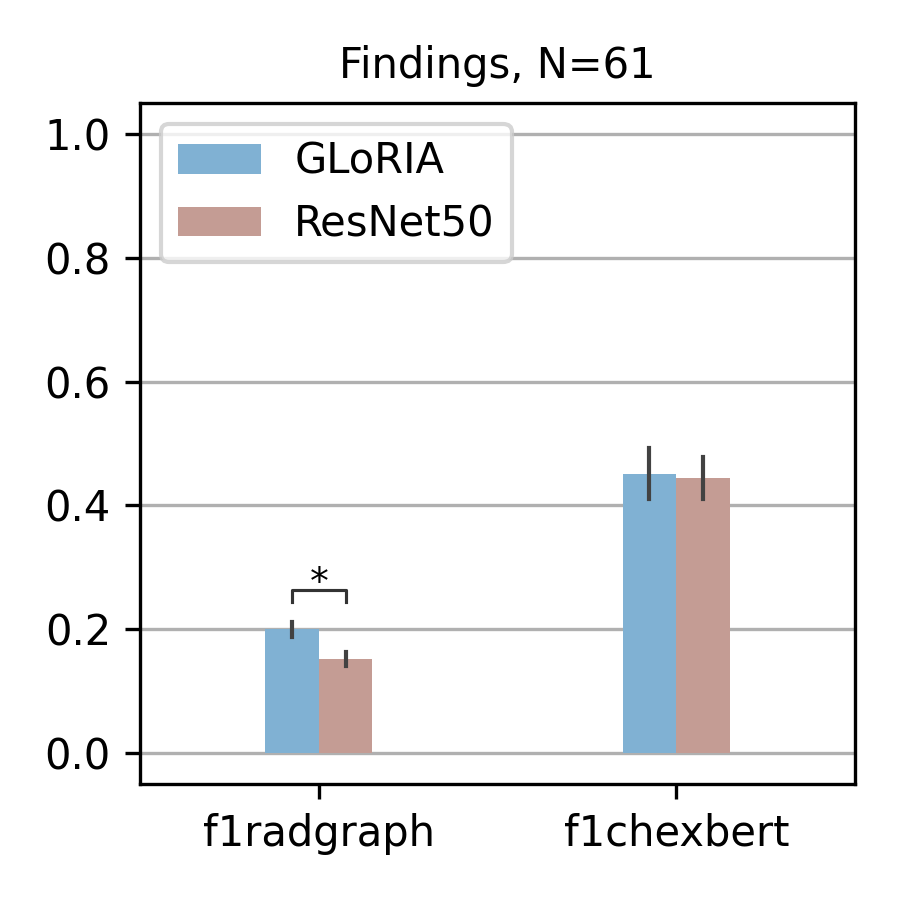 Findings, N=61
1.0
0.8
0.6
0.4
0.2
0.0
GLoRIA
ResNet50
*
f1radgraph
f1chexbert